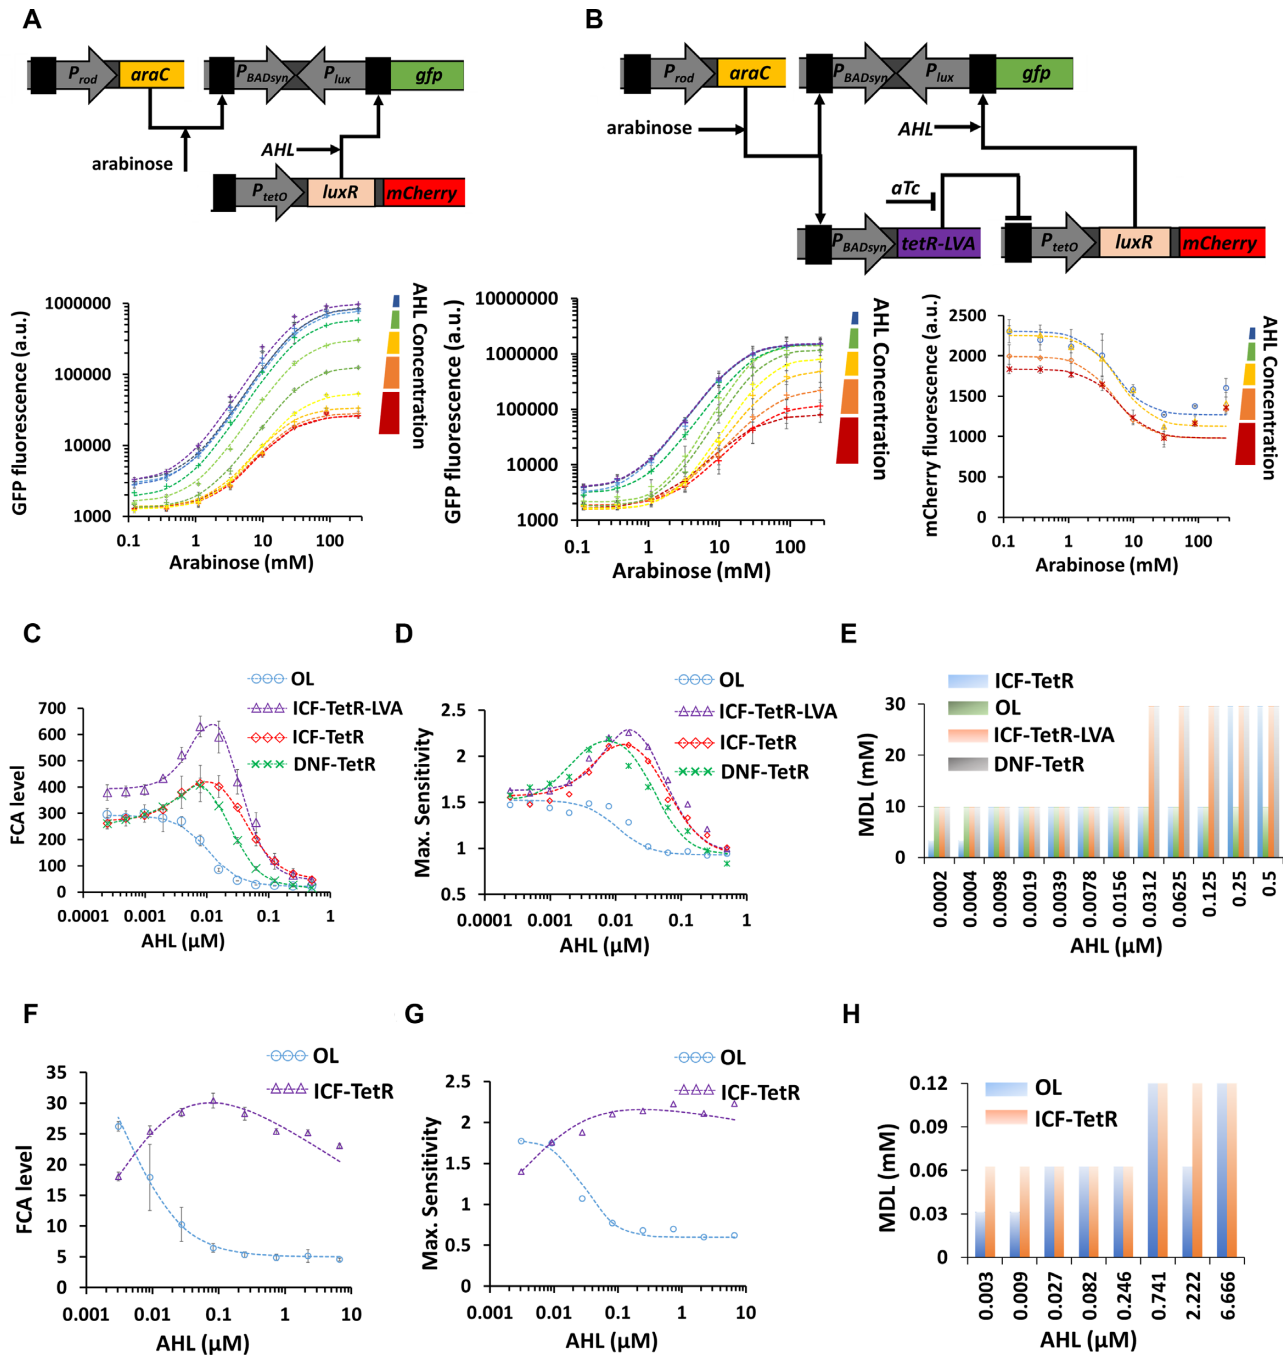 A
P_rod araC P_BADsyn P_lux gfp
arabinose
AHL
P_tetO luxR mCherry
B
P_rod araC P_BADsyn P_lux gfp
arabinose
AHL
aTc
P_BADsyn tetR-LVA P_tetO luxR mCherry
GFP fluorescence (a.u.)
1000000
100000
10000
1000
0.1 1 10 100
Arabinose (mM)
AHL Concentration
GFP fluorescence (a.u.)
10000000
1000000
100000
10000
1000
0.1 1 10 100
Arabinose (mM)
AHL Concentration
mCherry fluorescence (a.u.)
2500
2000
1500
1000
500
0
0.1 1 10 100
Arabinose (mM)
AHL Concentration
C
OL
ICF-TetR-LVA
ICF-TetR
DNF-TetR
FCA level
700
600
500
400
300
200
100
0
0.0001 0.001 0.01 0.1 1
AHL (µM)
D
OL
ICF-TetR-LVA
ICF-TetR
DNF-TetR
Max. Sensitivity
2.5
2
1.5
1
0.5
0.0001 0.001 0.01 0.1 1
AHL (µM)
E
ICF-TetR
OL
ICF-TetR-LVA
DNF-TetR
MDL (mM)
30
20
10
0
0.0002 0.0004 0.0098 0.0019 0.0039 0.0078 0.0156 0.0312 0.0625 0.125 0.25 0.5
AHL (µM)
F
OL
ICF-TetR
FCA level
35
30
25
20
15
10
5
0
0.001 0.01 0.1 1 10
AHL (µM)
G
OL
ICF-TetR
Max. Sensitivity
2.5
2
1.5
1
0.5
0
0.001 0.01 0.1 1 10
AHL (µM)
H
OL
ICF-TetR
MDL (mM)
0.12
0.09
0.06
0.03
0
0.003 0.009 0.027 0.082 0.246 0.741 2.222 6.666
AHL (µM)